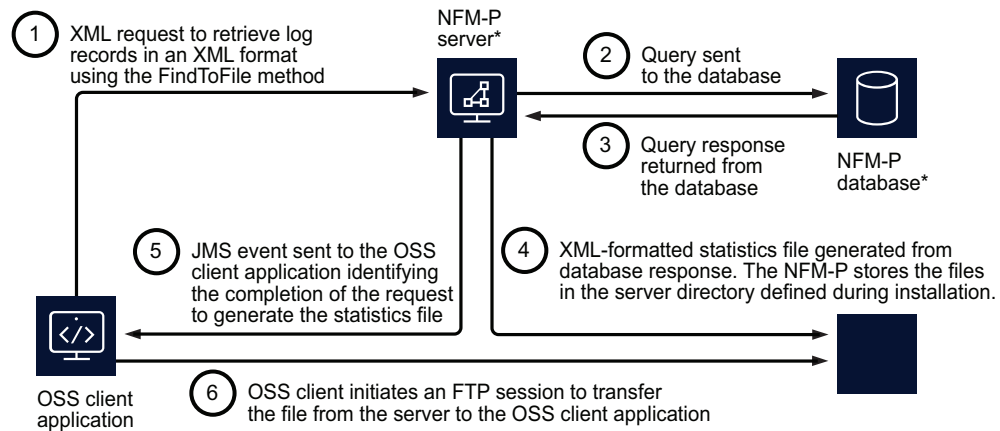 1
XML request to retrieve log
records in an XML format
using the FindToFile method
NFM-P
server*
2
Query sent
to the database
3
Query response
returned from
the database
NFM-P
database*
5
JMS event sent to the OSS
client application identifying
the completion of the request
to generate the statistics file
4
XML-formatted statistics file generated from
database response. The NFM-P stores the files
in the server directory defined during installation.
</>
OSS client
application
6
OSS client initiates an FTP session to transfer
the file from the server to the OSS client application